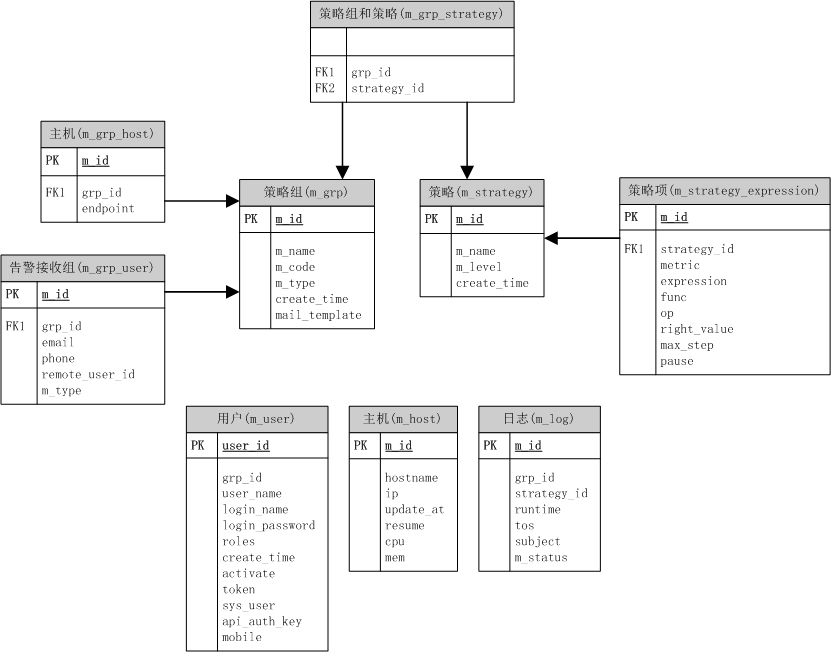 策略组和策略(m_grp_strategy)
FK1 grp_id
FK2 strategy_id
主机(m_grp_host)
PK m_id
FK1 grp_id
endpoint
策略组(m_grp)
PK m_id
m_name
m_code
m_type
create_time
mail_template
策略(m_strategy)
PK m_id
m_name
m_level
create_time
策略项(m_strategy_expression)
PK m_id
FK1 strategy_id
metric
expression
func
op
right_value
max_step
pause
告警接收组(m_grp_user)
PK m_id
FK1 grp_id
email
phone
remote_user_id
m_type
用户(m_user)
PK user_id
grp_id
user_name
login_name
login_password
roles
create_time
activate
token
sys_user
api_auth_key
mobile
主机(m_host)
PK m_id
hostname
ip
update_at
resume
cpu
mem
日志(m_log)
PK m_id
grp_id
strategy_id
runtime
tos
subject
m_status